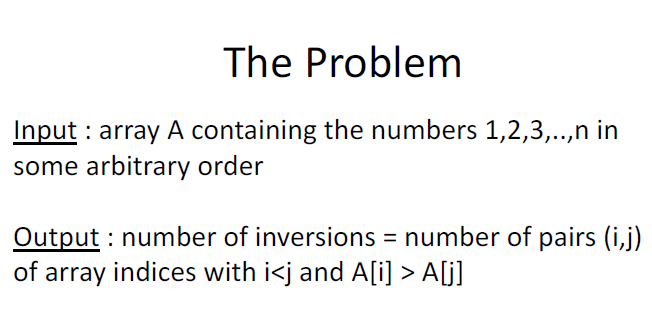 The Problem
Input : array A containing the numbers 1,2,3,..,n in
some arbitrary order
Output : number of inversions = number of pairs (i,j)
of array indices with i<j and A[i] > A[j]